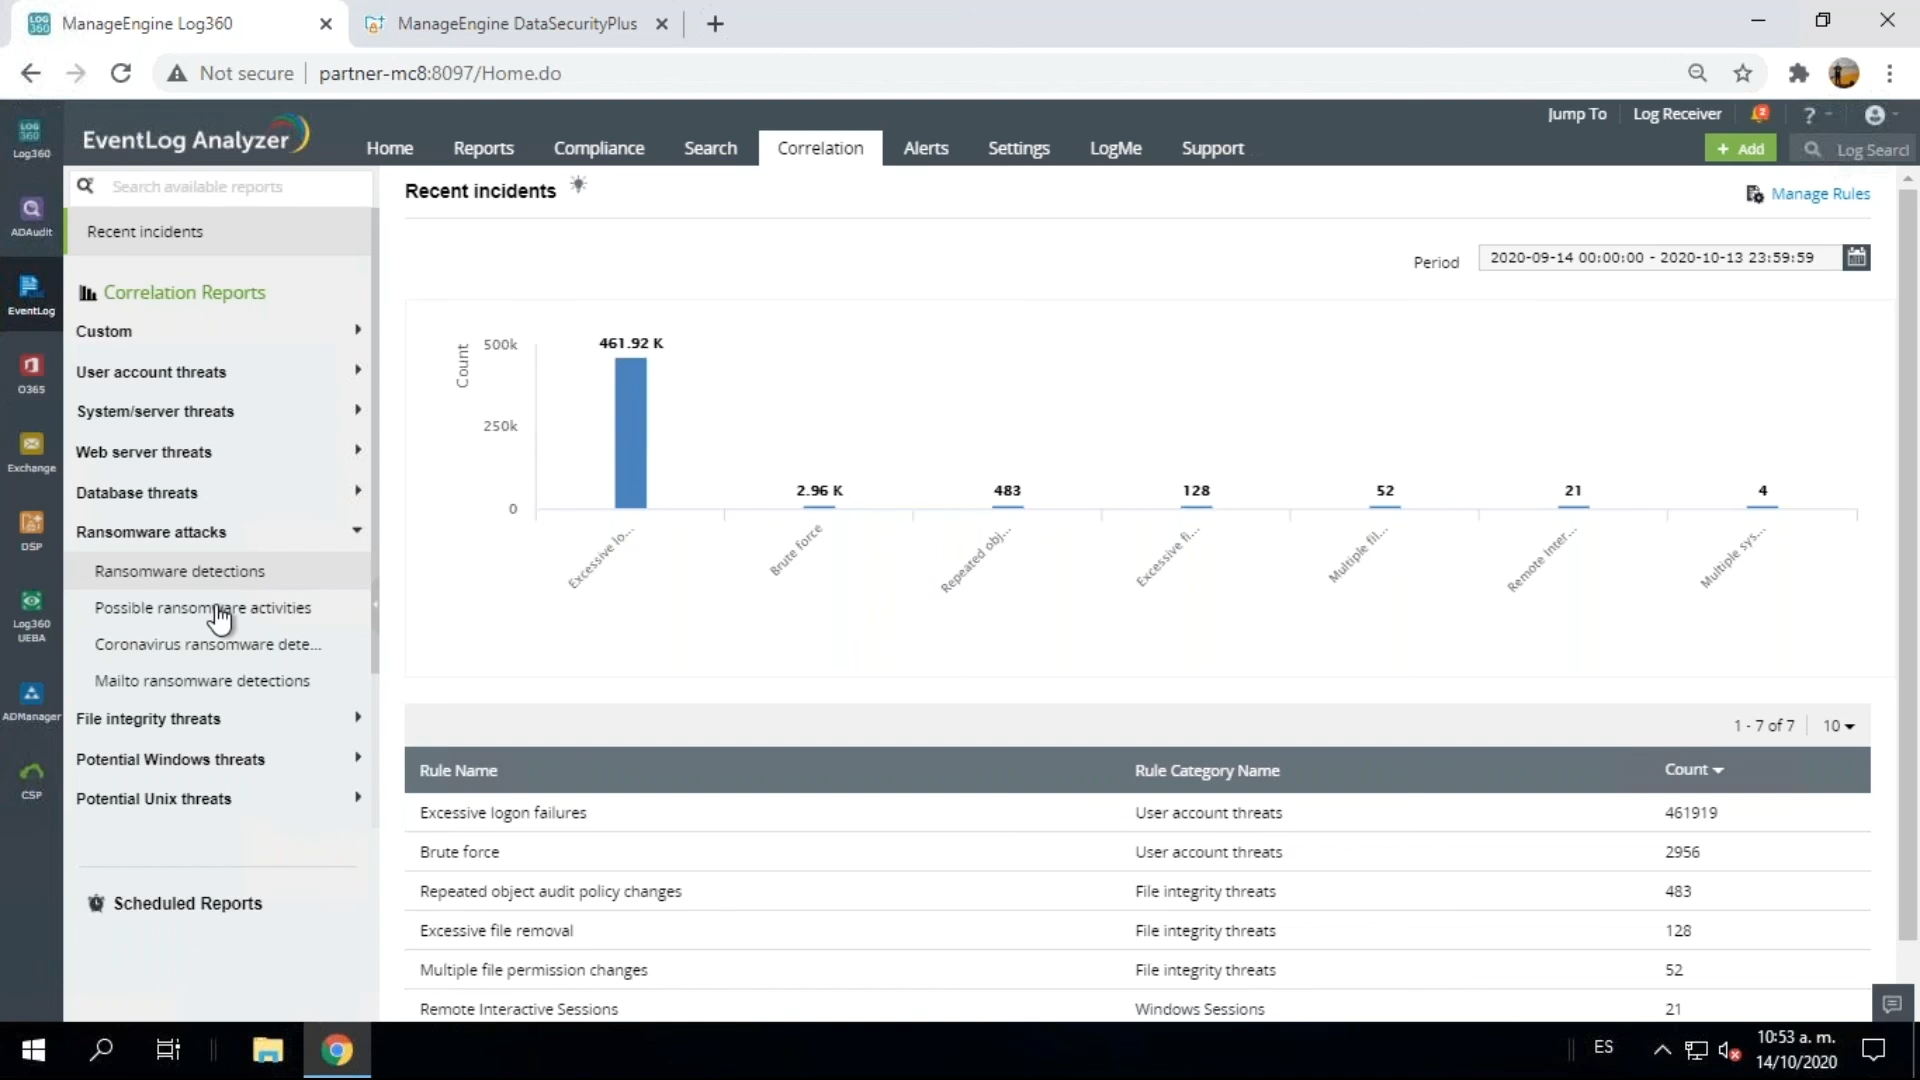 ManageEngine Log360
ManageEngine DataSecurityPlus
Not secure
partner-mc8:8097/Home.do
Jump To
Log Receiver
2
?
LOG
360
Log360
EventLog Analyzer
Home
Reports
Compliance
Search
Correlation
Alerts
Settings
LogMe
Support
+ Add
Log Searcl
Search available reports
Recent incidents
Manage Rules
ADAudit
Recent incidents
Period
2020-09-14 00:00:00 - 2020-10-13 23:59:59
EventLog
Correlation Reports
Custom
User account threats
System/server threats
Web server threats
Database threats
Ransomware attacks
Ransomware detections
Possible ransomware activities
Coronavirus ransomware dete...
Mailto ransomware detections
File integrity threats
Potential Windows threats
Potential Unix threats
Scheduled Reports
O365
Exchange
DSP
Log360
UEBA
ADManager
CSP
Count
500k
250k
0
461.92 K
2.96 K
483
128
52
21
4
Excessive lo...
Brute force
Repeated obj...
Excessive fi...
Multiple fil...
Remote Inter...
Multiple sys...
1 - 7 of 7
10
Rule Name Rule Category Name Count
Excessive logon failures User account threats 461919
Brute force User account threats 2956
Repeated object audit policy changes File integrity threats 483
Excessive file removal File integrity threats 128
Multiple file permission changes File integrity threats 52
Remote Interactive Sessions Windows Sessions 21
ES
10:53 a. m.
14/10/2020